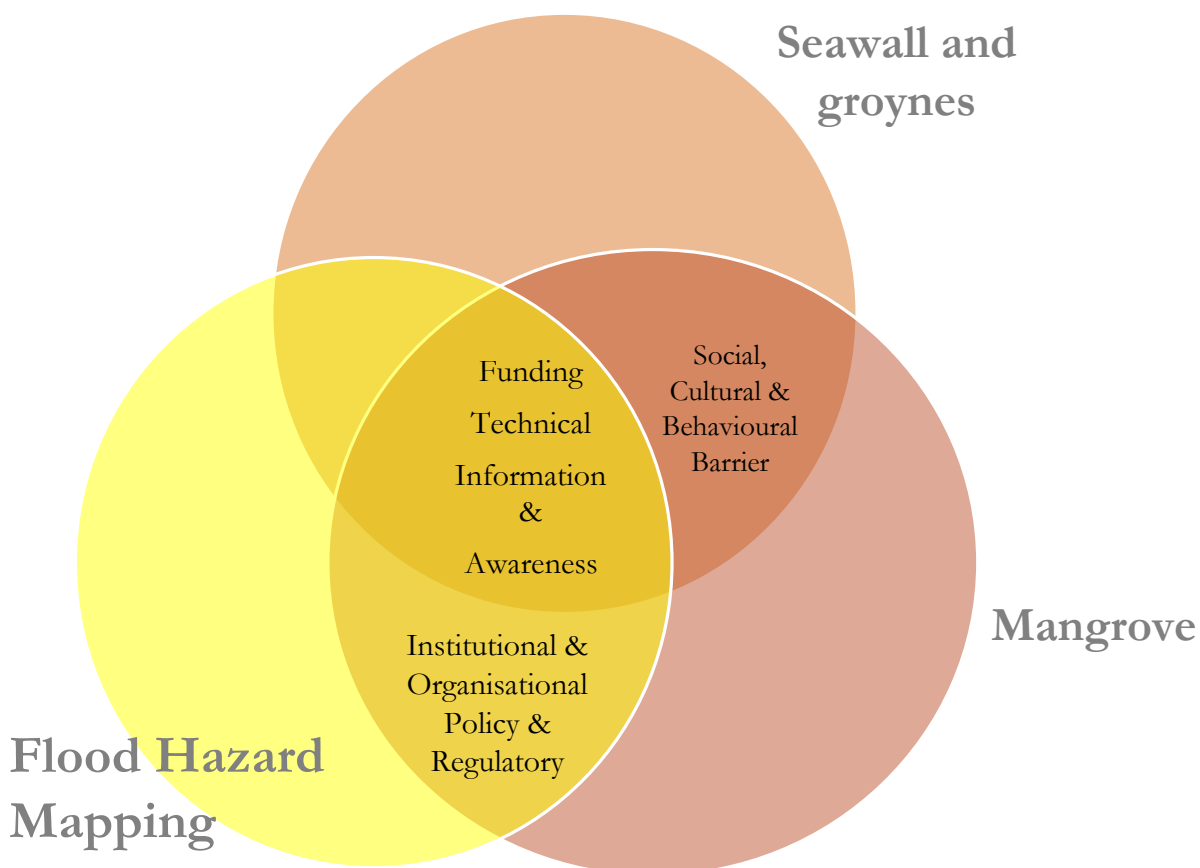 Seawall and
groynes
Funding
Technical
Information
&
Awareness
Social,
Cultural &
Behavioural
Barrier
Mangrove
Institutional &
Organisational
Policy &
Regulatory
Flood Hazard
Mapping